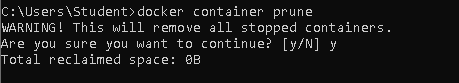 C:\Users\Student>docker container prune
WARNING! This will remove all stopped containers.
Are you sure you want to continue? [y/N] y
Total reclaimed space: 0B